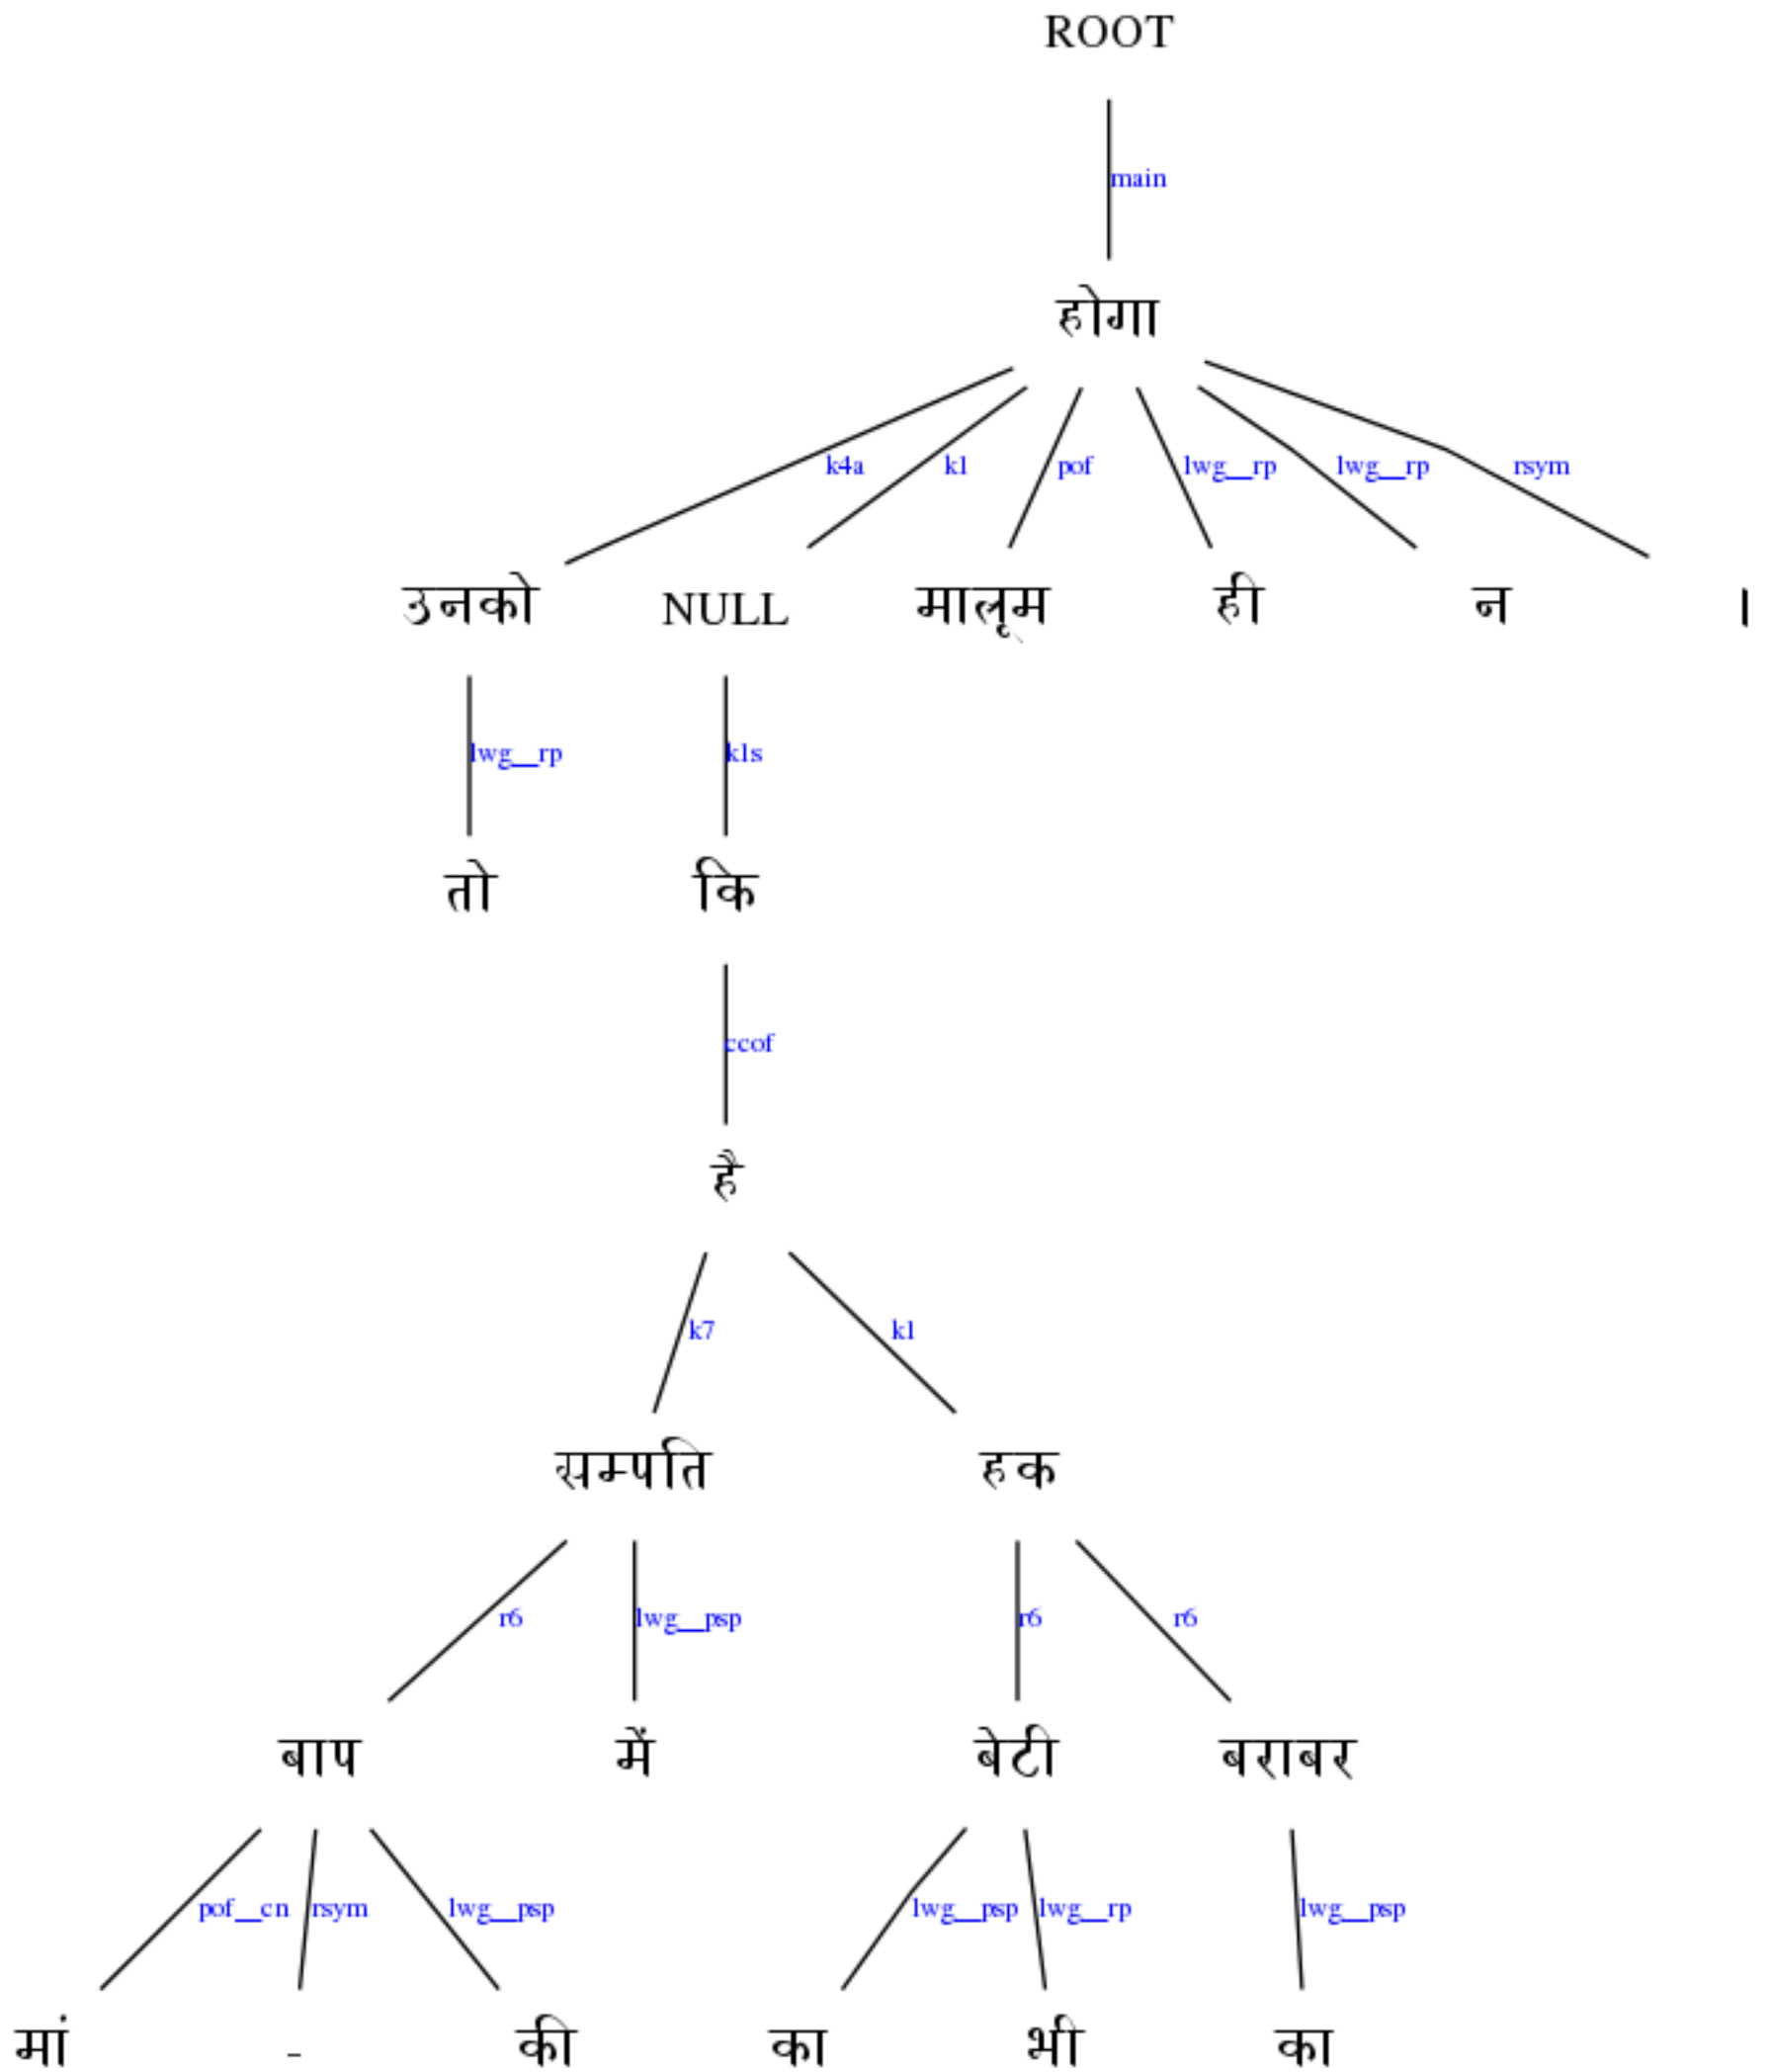 ROOT
main
होगा
k4a k1 pof lwg__rp lwg__rp rsym
उनको NULL मालूम ही न ।
lwg__rp k1s
तो कि
ccof
है
k7 k1
सम्पति हक
r6 lwg__psp r6 r6
बाप में बेटी बराबर
pof__cn rsym lwg__psp lwg__psp lwg__rp lwg__psp
मां - की का भी का